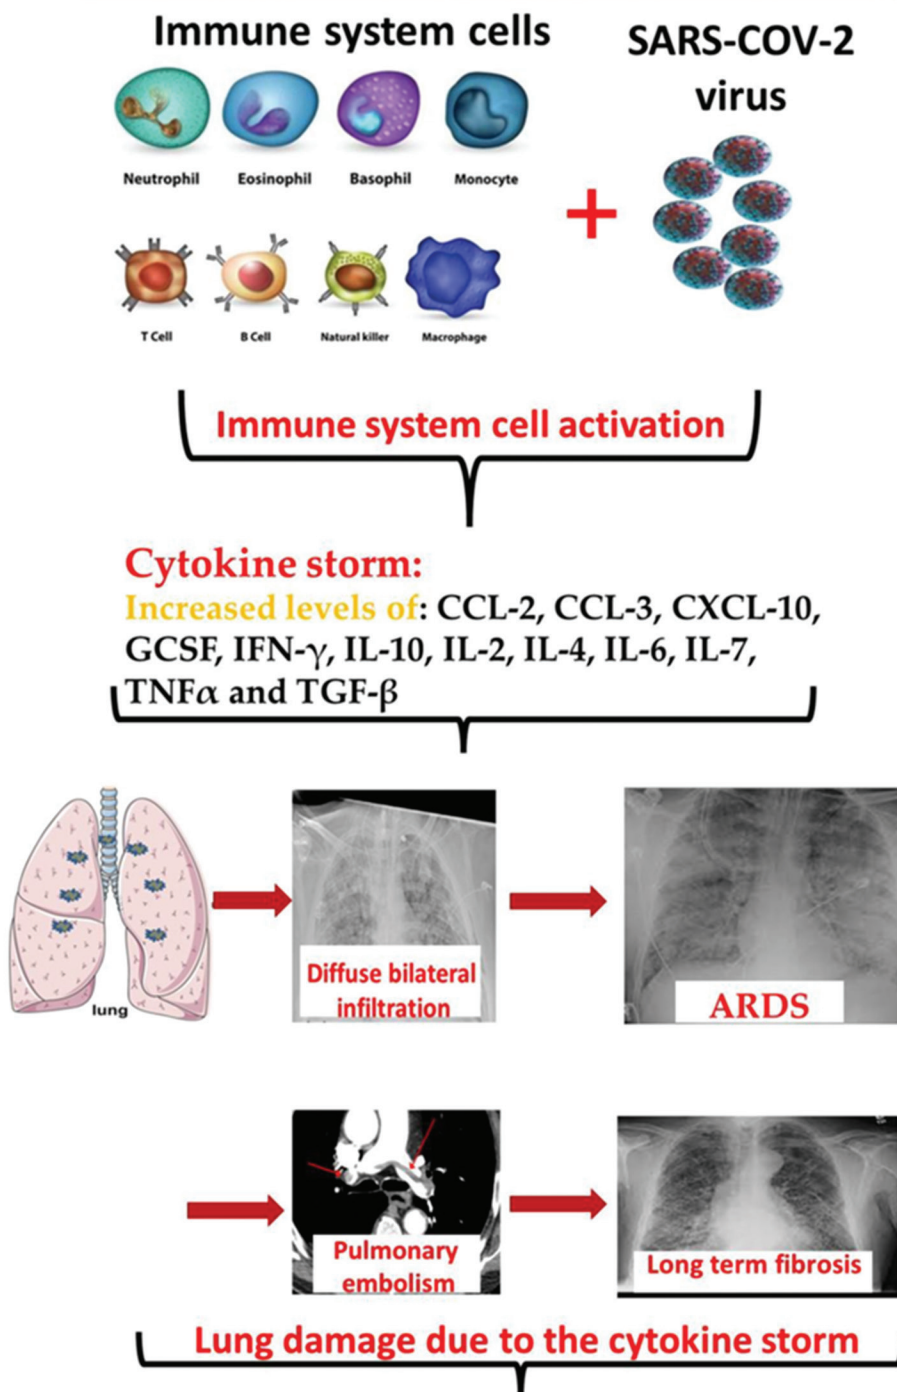 Immune system cells
SARS-COV-2
virus
Neutrophil
Eosinophil
Basophil
Monocyte
+
T Cell
B Cell
Natural killer
Macrophage
Immune system cell activation
Cytokine storm:
Increased levels of: CCL-2, CCL-3, CXCL-10,
GCSF, IFN-γ, IL-10, IL-2, IL-4, IL-6, IL-7,
TNFα and TGF-β
lung
Diffuse bilateral
infiltration
ARDS
Pulmonary
embolism
Long term fibrosis
Lung damage due to the cytokine storm